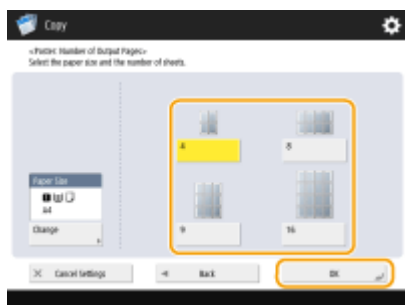 Copy
<Poster: Number of Output Pages>
Select the paper size and the number of sheets.
4
8
Paper Size
A4
Change
9
16
Cancel Settings
Back
OK